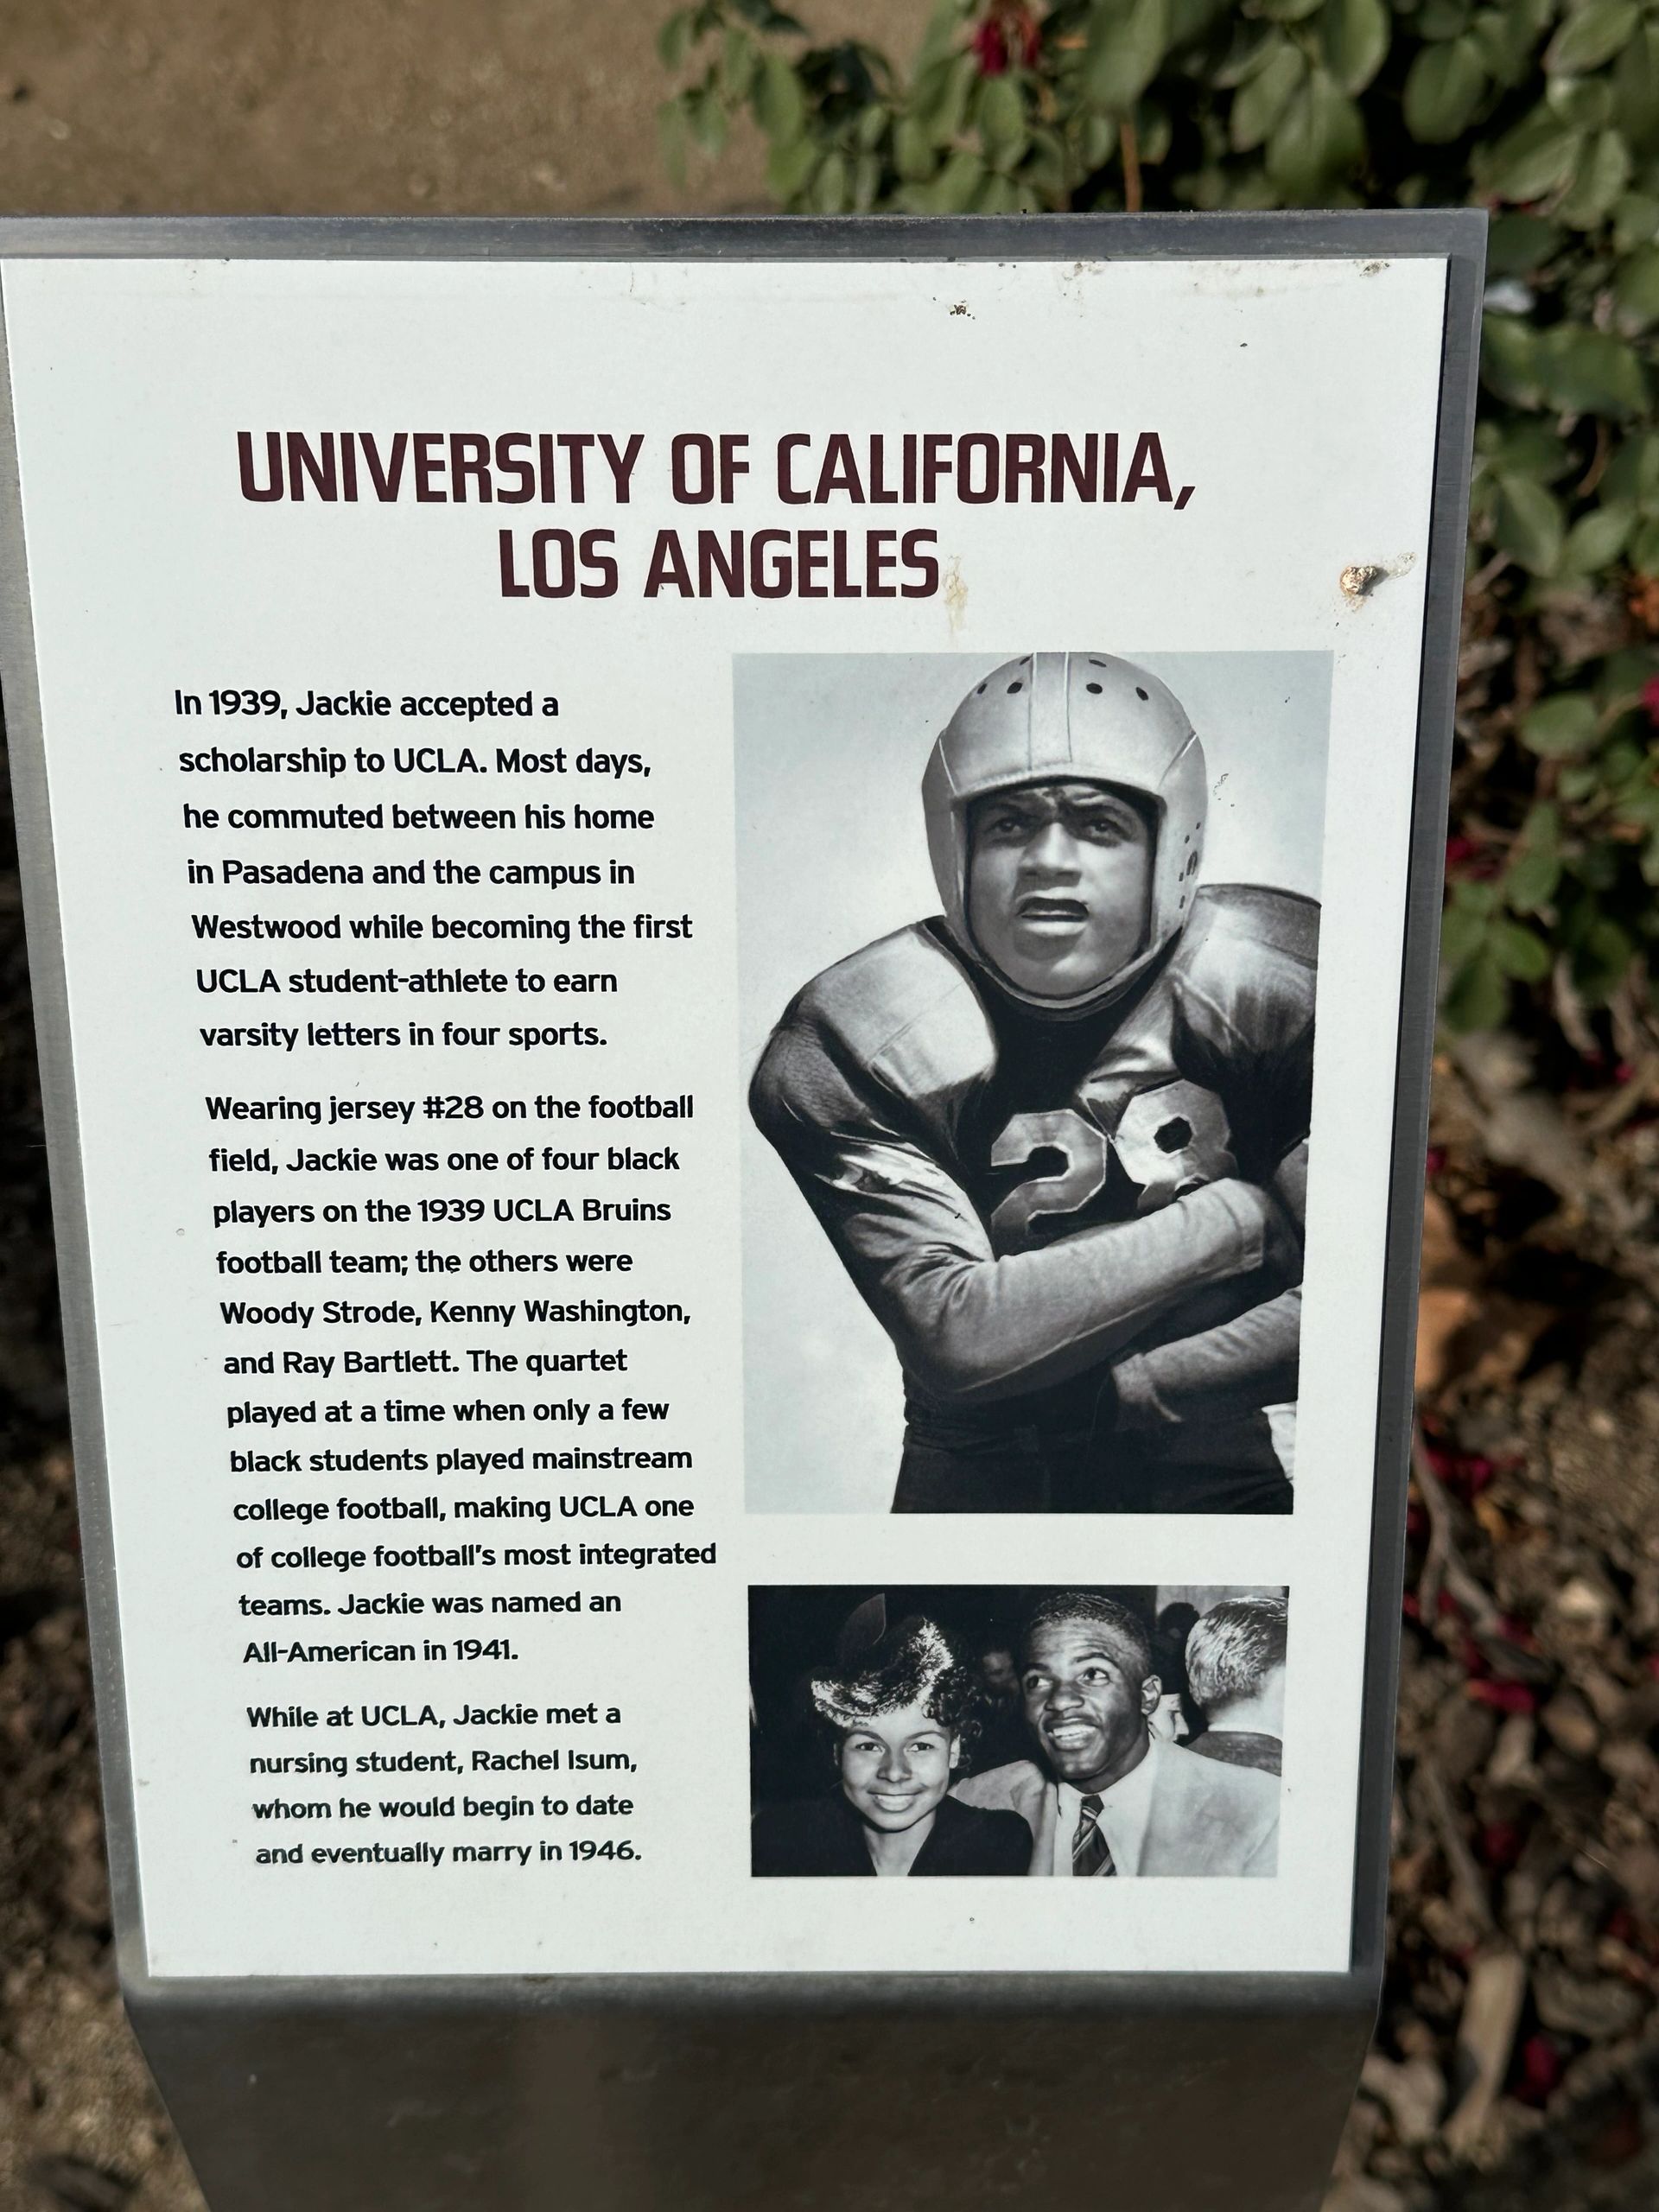 UNIVERSITY OF CALIFORNIA,
LOS ANGELES
In 1939, Jackie accepted a
scholarship to UCLA. Most days,
he commuted between his home
in Pasadena and the campus in
Westwood while becoming the first
UCLA student-athlete to earn
varsity letters in four sports.
Wearing jersey #28 on the football
field, Jackie was one of four black
players on the 1939 UCLA Bruins
football team; the others were
Woody Strode, Kenny Washington,
and Ray Bartlett. The quartet
played at a time when only a few
black students played mainstream
college football, making UCLA one
of college football's most integrated
teams. Jackie was named an
All-American in 1941.
While at UCLA, Jackie met a
nursing student, Rachel Isum,
whom he would begin to date
and eventually marry in 1946.
28